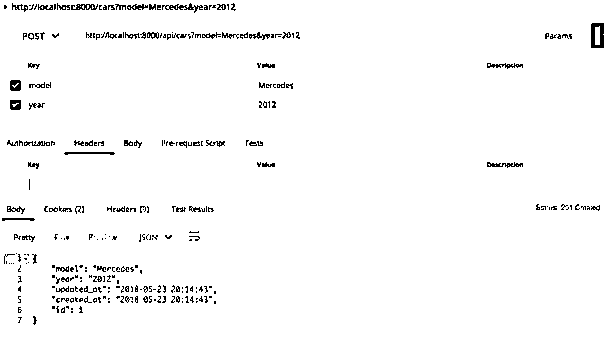 http://localhost:8000/cars?model=Mercedes&year=2012
POST http://localhost:8000/api/cars?model=Mercedes&year=2012 Params
Key Value Description
model Mercedes
year 2012
Authorization Headers Body Pre-request Script Tests
Key Value Description
Body Cookies (2) Headers (9) Test Results Status: 201 Created
Pretty JSON
2 "model": "Mercedes",
3 "year": "2012",
4 "updated_at": "2018-05-23 20:14:43",
5 "created_at": "2018-05-23 20:14:43",
6 "id": 1
7 }